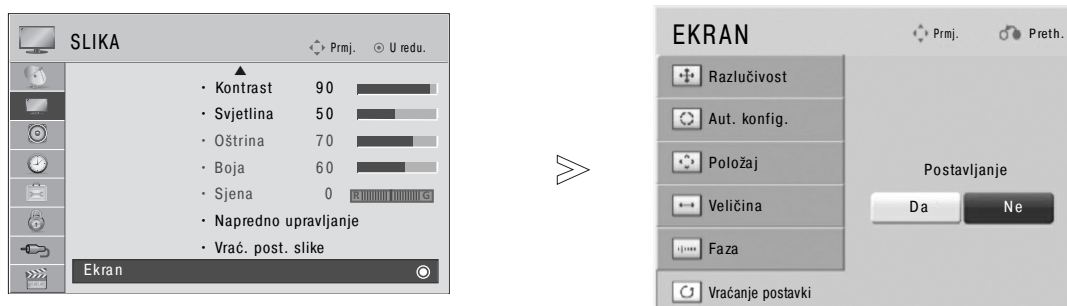 SLIKA
Prmj. U redu.
· Kontrast 90
· Svjetlina 50
· Oštrina 70
· Boja 60
· Sjena 0 R G
· Napredno upravljanje
· Vrać. post. slike
Ekran
EKRAN
Prmj. Preth.
Razlučivost
Aut. konfig.
Položaj
Veličina
Faza
Vraćanje postavki
Postavljanje
Da Ne